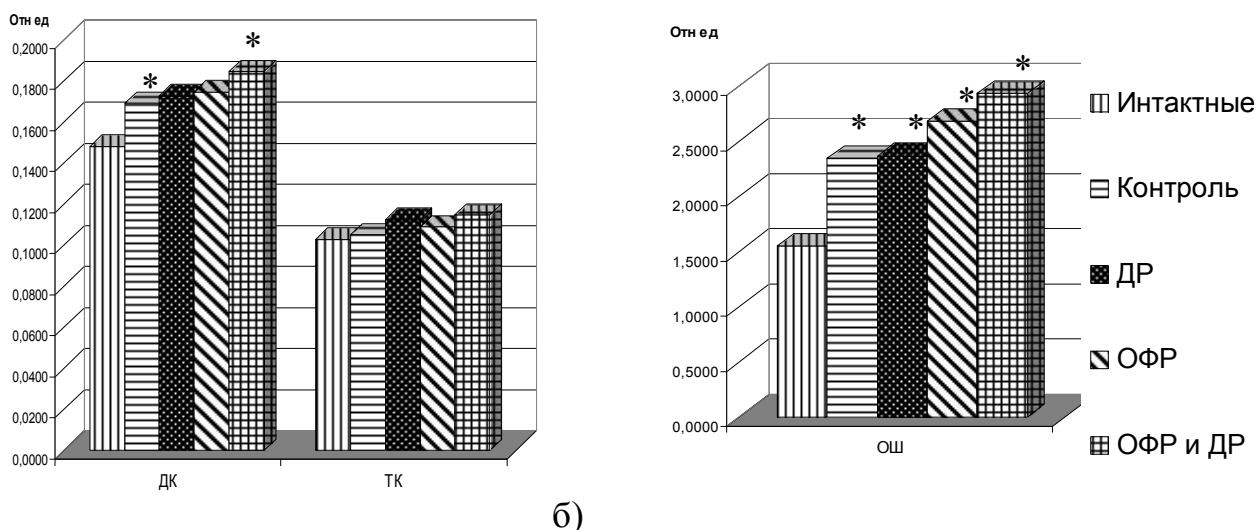 Отн ед
0,2000
0,1800
0,1600
0,1400
0,1200
0,1000
0,0800
0,0600
0,0400
0,0200
0,0000
* *
ДК ТК
Отн ед
3,0000
2,5000
2,0000
1,5000
1,0000
0,5000
0,0000
* * * *
ОШ
Интактные
Контроль
ДР
ОФР
ОФР и ДР
б)